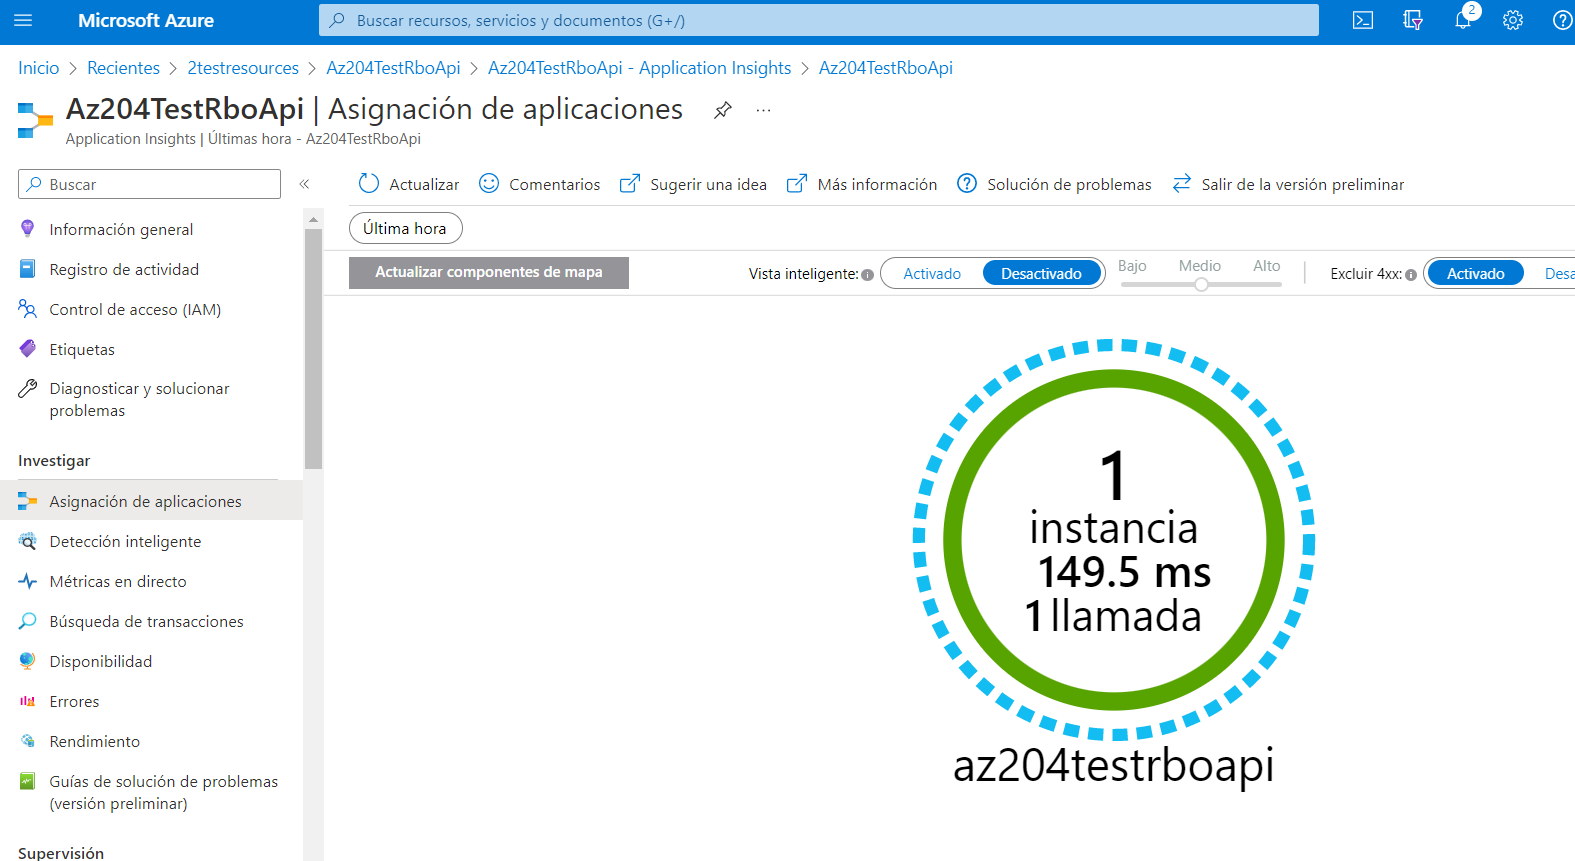 Microsoft Azure
Buscar recursos, servicios y documentos (G+/)
2
Inicio > Recientes > 2testresources > Az204TestRboApi > Az204TestRboApi - Application Insights > Az204TestRboApi
Az204TestRboApi | Asignación de aplicaciones
Application Insights | Últimas hora - Az204TestRboApi
Buscar
Actualizar Comentarios Sugerir una idea Más información Solución de problemas Salir de la versión preliminar
Última hora
Actualizar componentes de mapa
Vista inteligente: Activado Desactivado Bajo Medio Alto Excluir 4xx: Activado Desa
Información general
Registro de actividad
Control de acceso (IAM)
Etiquetas
Diagnosticar y solucionar
problemas
Investigar
Asignación de aplicaciones
Detección inteligente
Métricas en directo
Búsqueda de transacciones
Disponibilidad
Errores
Rendimiento
Guías de solución de problemas
(versión preliminar)
Supervisión
1
instancia
149.5 ms
1 llamada
az204testrboapi